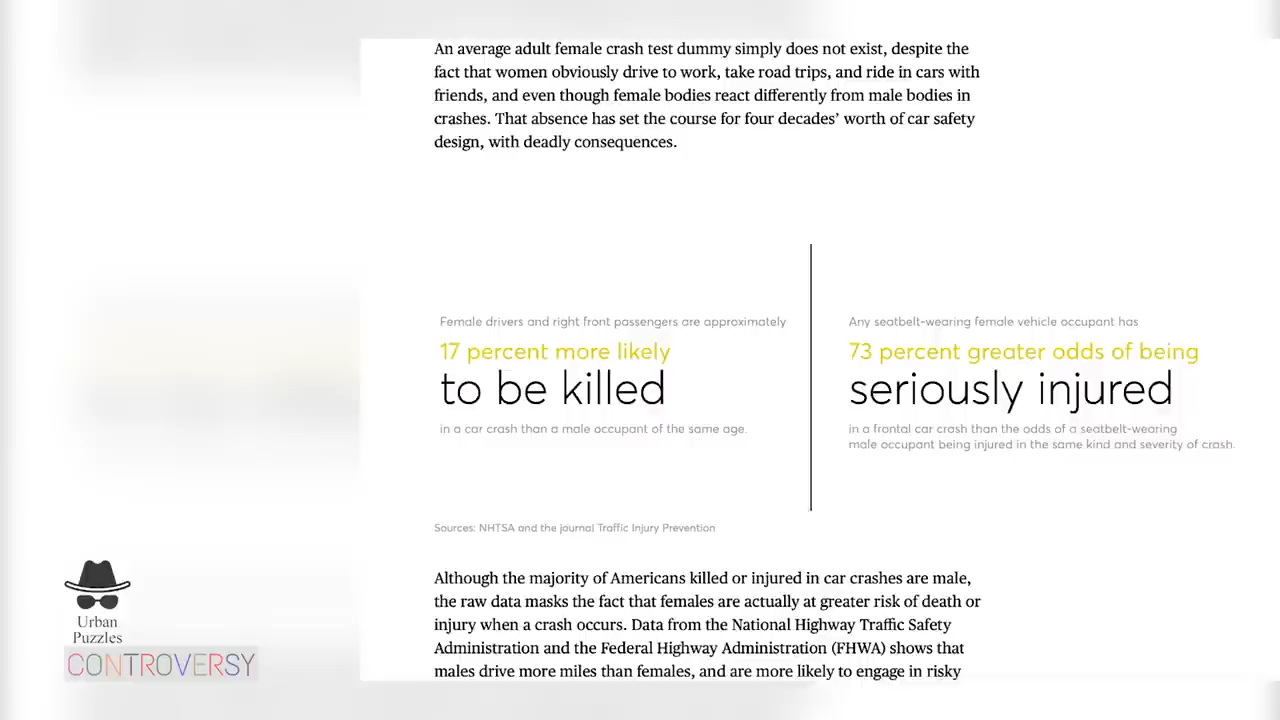 An average adult female crash test dummy simply does not exist, despite the
fact that women obviously drive to work, take road trips, and ride in cars with
friends, and even though female bodies react differently from male bodies in
crashes. That absence has set the course for four decades’ worth of car safety
design, with deadly consequences.
Female drivers and right front passengers are approximately
17 percent more likely
to be killed
in a car crash than a male occupant of the same age.
Any seatbelt-wearing female vehicle occupant has
73 percent greater odds of being
seriously injured
in a frontal car crash than the odds of a seatbelt-wearing
male occupant being injured in the same kind and severity of crash.
Sources: NHTSA and the journal Traffic Injury Prevention
Although the majority of Americans killed or injured in car crashes are male,
the raw data masks the fact that females are actually at greater risk of death or
injury when a crash occurs. Data from the National Highway Traffic Safety
Administration and the Federal Highway Administration (FHWA) shows that
males drive more miles than females, and are more likely to engage in risky
Urban
Puzzles
CONTROVERSY